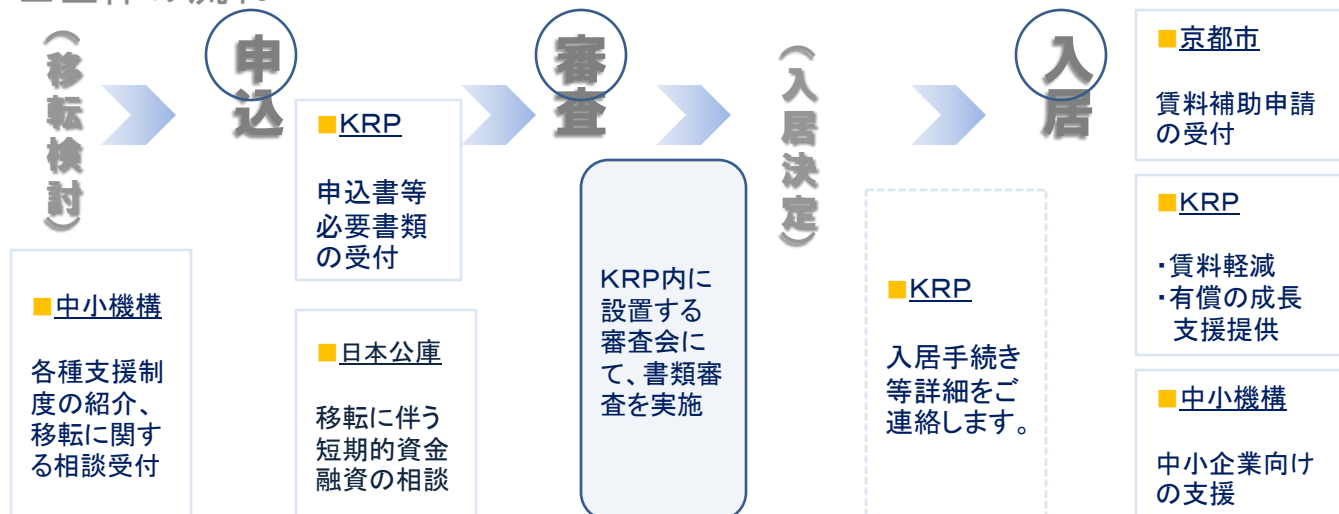 (移転検討)
■中小機構
各種支援制
度の紹介、
移転に関す
る相談受付
申込
■KRP
申込書等
必要書類
の受付
■日本公庫
移転に伴う
短期的資金
融資の相談
審査
KRP内に
設置する
審査会に
て、書類審
査を実施
(入居決定)
■KRP
入居手続き
等詳細をご
連絡します。
入居
■京都市
賃料補助申請
の受付
■KRP
・賃料軽減
・有償の成長
支援提供
■中小機構
中小企業向け
の支援